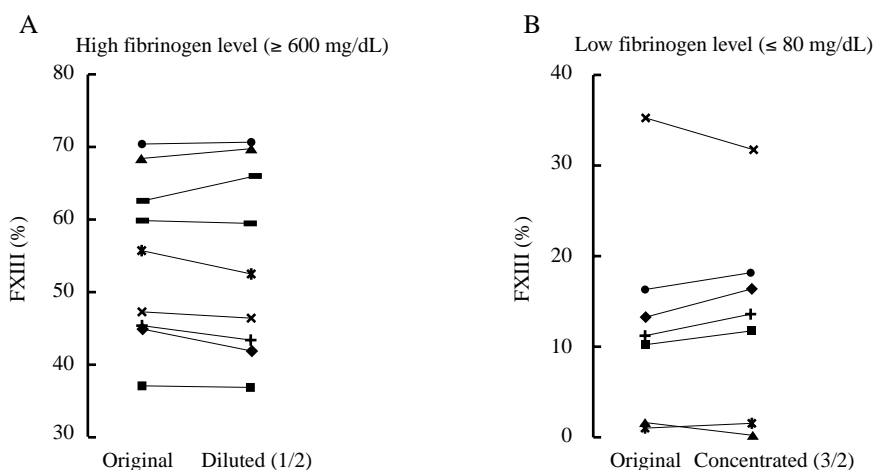 A
High fibrinogen level (≥ 600 mg/dL)
80
70
60
50
40
30
FXIII (%)
Original
Diluted (1/2)
B
Low fibrinogen level (≤ 80 mg/dL)
40
30
20
10
0
FXIII (%)
Original
Concentrated (3/2)